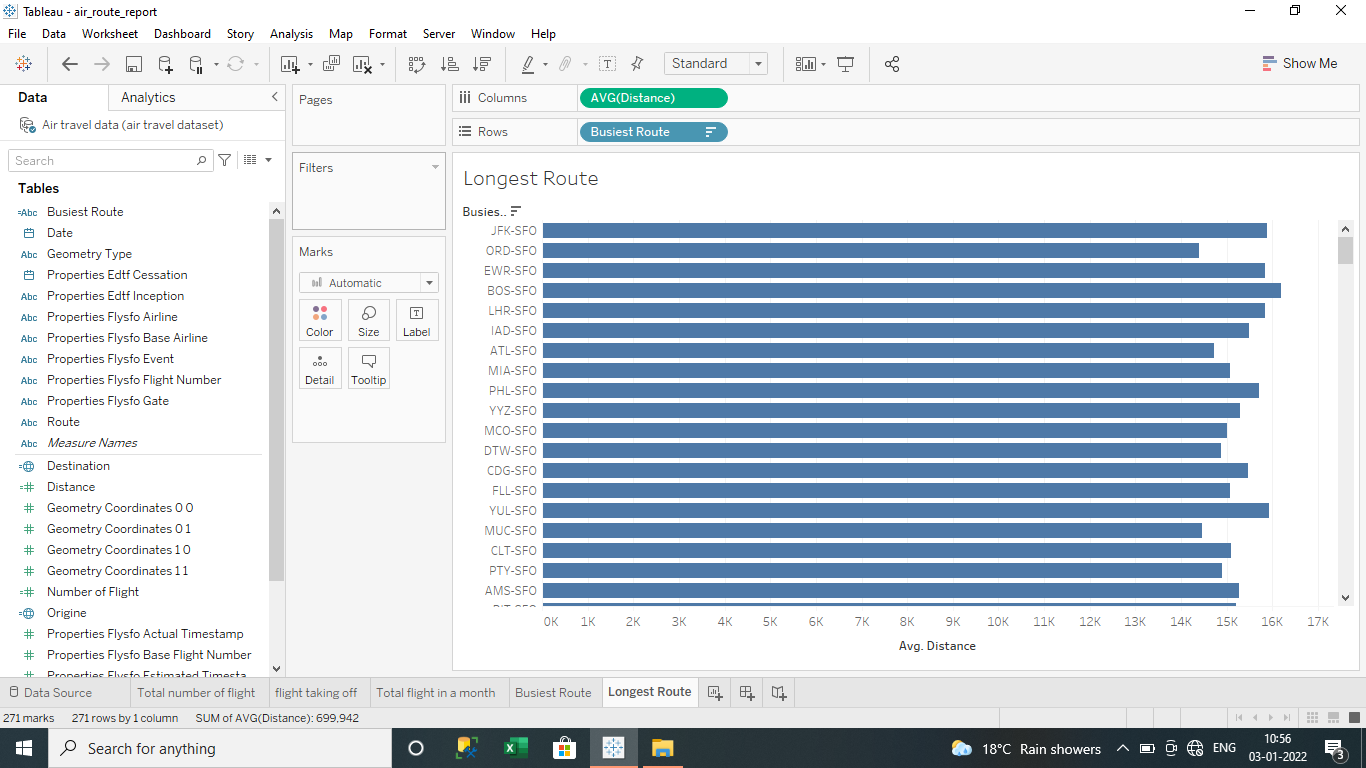 Tableau - air_route_report
File Data Worksheet Dashboard Story Analysis Map Format Server Window Help
Standard
Show Me
Data Analytics
Air travel data (air travel dataset)
Search
Tables
Abc Busiest Route
Date
Abc Geometry Type
Properties Edtf Cessation
Abc Properties Edtf Inception
Abc Properties Flysfo Airline
Abc Properties Flysfo Base Airline
Abc Properties Flysfo Event
Abc Properties Flysfo Flight Number
Abc Properties Flysfo Gate
Abc Route
Abc Measure Names
Destination
Distance
Geometry Coordinates 0 0
Geometry Coordinates 0 1
Geometry Coordinates 1 0
Geometry Coordinates 1 1
Number of Flight
Origine
Properties Flysfo Actual Timestamp
Properties Flysfo Base Flight Number
Properties Flysfo Estimated Timesta
Pages
Filters
Marks
Automatic
Color Size Label
Detail Tooltip
Columns AVG(Distance)
Rows Busiest Route
Longest Route
Busies..
JFK-SFO
ORD-SFO
EWR-SFO
BOS-SFO
LHR-SFO
IAD-SFO
ATL-SFO
MIA-SFO
PHL-SFO
YYZ-SFO
MCO-SFO
DTW-SFO
CDG-SFO
FLL-SFO
YUL-SFO
MUC-SFO
CLT-SFO
PTY-SFO
AMS-SFO
0K 1K 2K 3K 4K 5K 6K 7K 8K 9K 10K 11K 12K 13K 14K 15K 16K 17K
Avg. Distance
Data Source Total number of flight flight taking off Total flight in a month Busiest Route Longest Route
271 marks 271 rows by 1 column SUM of AVG(Distance): 699,942
Search for anything
18°C Rain showers ENG 10:56
03-01-2022
3